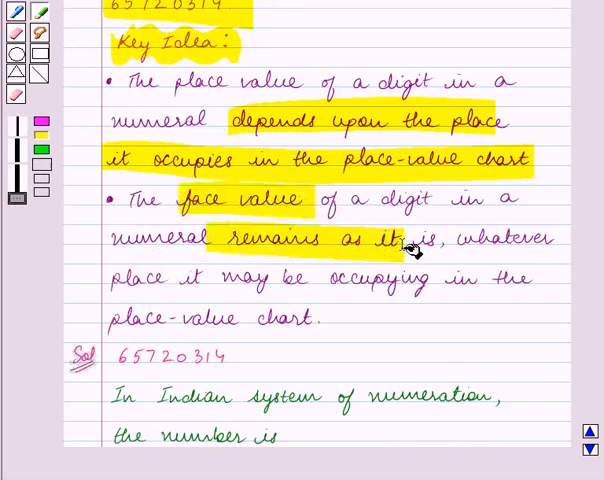 65720314.
Key Idea:
• The place value of a digit in a
numeral depends upon the place
it occupies in the place-value chart
• The face value of a digit in a
numeral remains as it is, whatever
place it may be occupying in the
place-value chart.
Sol 65720314
In Indian system of numeration,
the number is